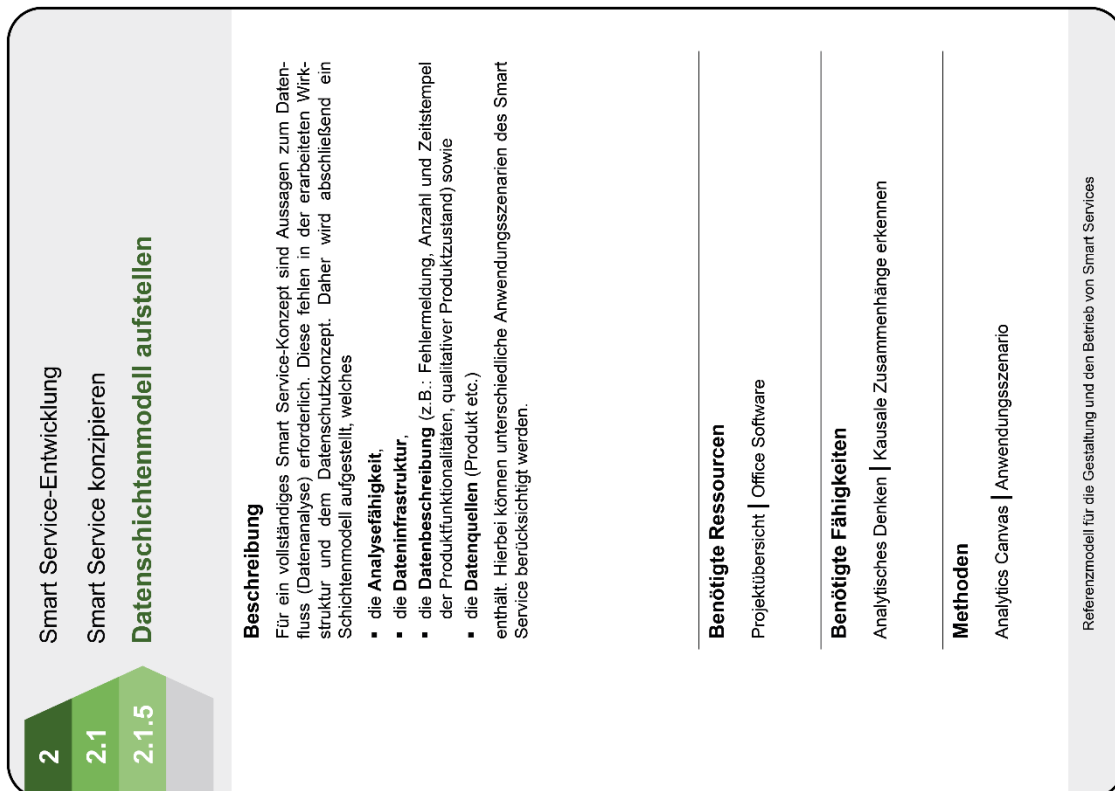 2 Smart Service-Entwicklung
2.1 Smart Service konzipieren
2.1.5 Datenschichtenmodell aufstellen
Beschreibung
Für ein vollständiges Smart Service-Konzept sind Aussagen zum Daten-
fluss (Datenanalyse) erforderlich. Diese fehlen in der erarbeiteten Wirk-
struktur und dem Datenschutzkonzept. Daher wird abschließend ein
Schichtenmodell aufgestellt, welches
▪ die Analysefähigkeit,
▪ die Dateninfrastruktur,
▪ die Datenbeschreibung (z.B.: Fehlermeldung, Anzahl und Zeitstempel
der Produktfunktionalitäten, qualitativer Produktzustand) sowie
▪ die Datenquellen (Produkt etc.)
enthält. Hierbei können unterschiedliche Anwendungsszenarien des Smart
Service berücksichtigt werden.
Benötigte Ressourcen
Projektübersicht | Office Software
Benötigte Fähigkeiten
Analytisches Denken | Kausale Zusammenhänge erkennen
Methoden
Analytics Canvas | Anwendungsszenario
Referenzmodell für die Gestaltung und den Betrieb von Smart Services